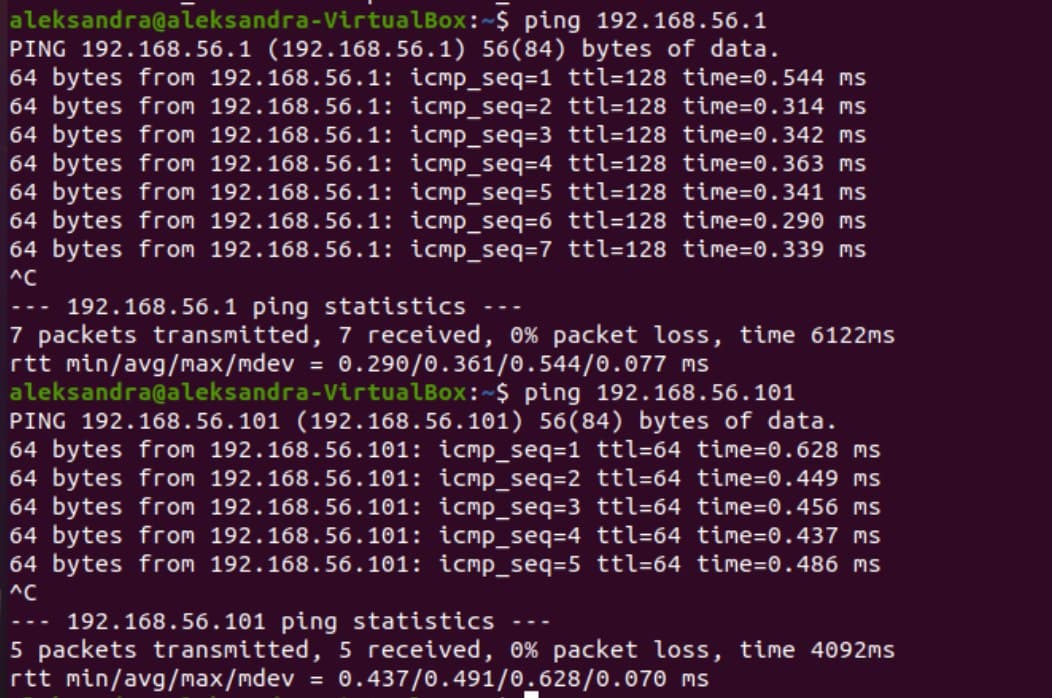 aleksandra@aleksandra-VirtualBox:~$ ping 192.168.56.1
PING 192.168.56.1 (192.168.56.1) 56(84) bytes of data.
64 bytes from 192.168.56.1: icmp_seq=1 ttl=128 time=0.544 ms
64 bytes from 192.168.56.1: icmp_seq=2 ttl=128 time=0.314 ms
64 bytes from 192.168.56.1: icmp_seq=3 ttl=128 time=0.342 ms
64 bytes from 192.168.56.1: icmp_seq=4 ttl=128 time=0.363 ms
64 bytes from 192.168.56.1: icmp_seq=5 ttl=128 time=0.341 ms
64 bytes from 192.168.56.1: icmp_seq=6 ttl=128 time=0.290 ms
64 bytes from 192.168.56.1: icmp_seq=7 ttl=128 time=0.339 ms
^C
--- 192.168.56.1 ping statistics ---
7 packets transmitted, 7 received, 0% packet loss, time 6122ms
rtt min/avg/max/mdev = 0.290/0.361/0.544/0.077 ms
aleksandra@aleksandra-VirtualBox:~$ ping 192.168.56.101
PING 192.168.56.101 (192.168.56.101) 56(84) bytes of data.
64 bytes from 192.168.56.101: icmp_seq=1 ttl=64 time=0.628 ms
64 bytes from 192.168.56.101: icmp_seq=2 ttl=64 time=0.449 ms
64 bytes from 192.168.56.101: icmp_seq=3 ttl=64 time=0.456 ms
64 bytes from 192.168.56.101: icmp_seq=4 ttl=64 time=0.437 ms
64 bytes from 192.168.56.101: icmp_seq=5 ttl=64 time=0.486 ms
^C
--- 192.168.56.101 ping statistics ---
5 packets transmitted, 5 received, 0% packet loss, time 4092ms
rtt min/avg/max/mdev = 0.437/0.491/0.628/0.070 ms